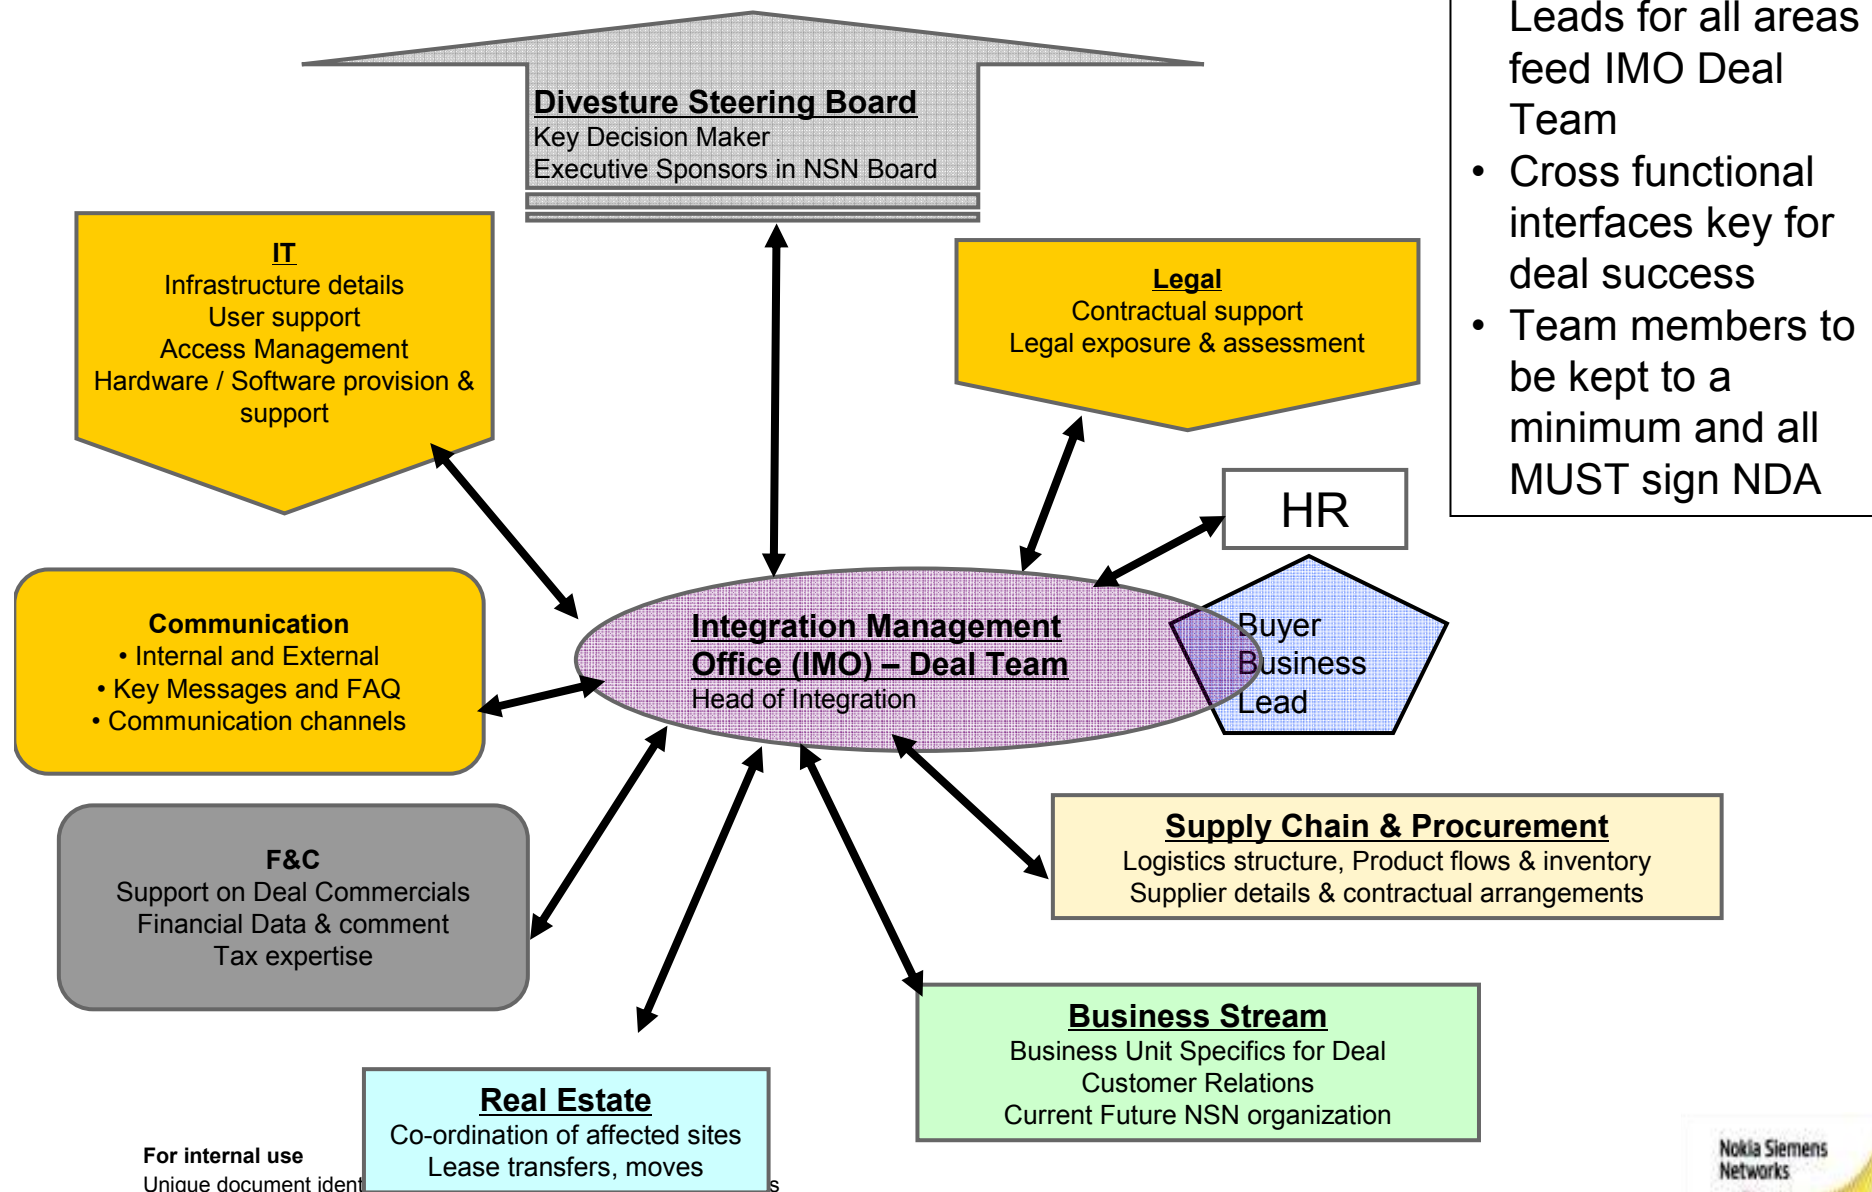 Divesture Steering Board
Key Decision Maker
Executive Sponsors in NSN Board
Leads for all areas
feed IMO Deal
Team
• Cross functional
interfaces key for
deal success
• Team members to
be kept to a
minimum and all
MUST sign NDA
IT
Infrastructure details
User support
Access Management
Hardware / Software provision &
support
Legal
Contractual support
Legal exposure & assessment
HR
Communication
• Internal and External
• Key Messages and FAQ
• Communication channels
Integration Management
Office (IMO) – Deal Team
Head of Integration
Buyer
Business
Lead
F&C
Support on Deal Commercials
Financial Data & comment
Tax expertise
Supply Chain & Procurement
Logistics structure, Product flows & inventory
Supplier details & contractual arrangements
Business Stream
Business Unit Specifics for Deal
Customer Relations
Current Future NSN organization
Real Estate
Co-ordination of affected sites
Lease transfers, moves
For internal use
Unique document
Nokia Siemens
Networks